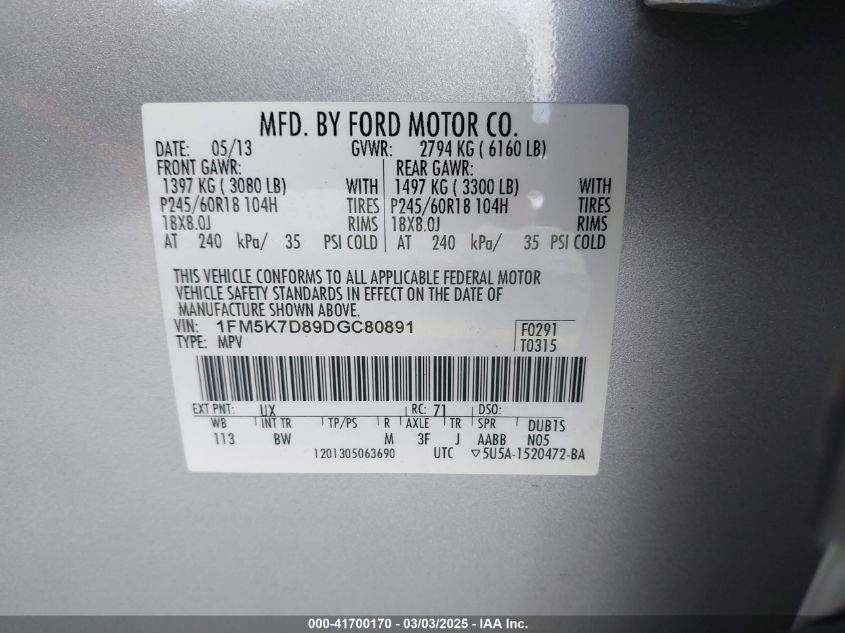 MFD. BY FORD MOTOR CO.
DATE: 05/13 GVWR: 2794 KG ( 6160 LB)
FRONT GAWR: REAR GAWR:
1397 KG ( 3080 LB) WITH 1497 KG ( 3300 LB) WITH
P245/60R18 104H TIRES P245/60R18 104H TIRES
18X8.0J RIMS 18X8.0J RIMS
AT 240 kPa/ 35 PSI COLD AT 240 kPa/ 35 PSI COLD
THIS VEHICLE CONFORMS TO ALL APPLICABLE FEDERAL MOTOR
VEHICLE SAFETY STANDARDS IN EFFECT ON THE DATE OF
MANUFACTURE SHOWN ABOVE.
VIN: 1FM5K7D89DGC80891 F0291
TYPE: MPV T0315
EXT PNT: UX RC: 71 DSO:
WB INT TR TP/PS R AXLE TR SPR DUB1S
113 BW M 3F J AABB N05
1201305063690 UTC ▽5U5A-1520472-BA
000-41700170 - 03/03/2025 - IAA Inc.